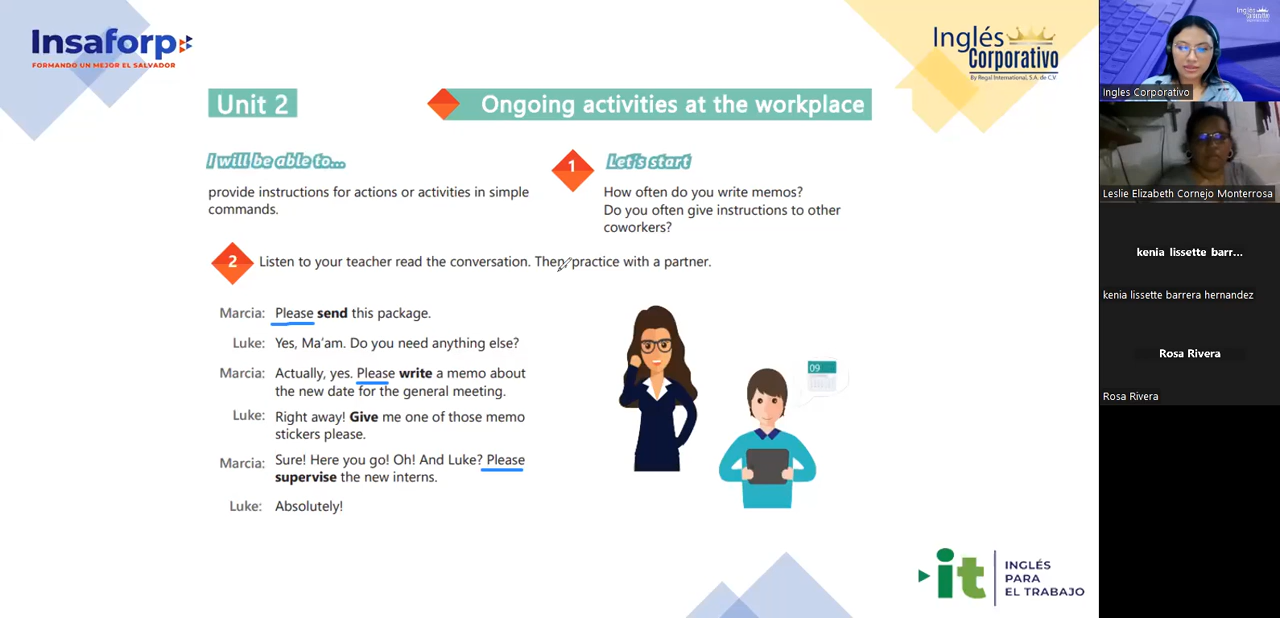 Insaforp
FORMANDO UN MEJOR EL SALVADOR
Inglés
Corporativo
By Regal International, S.A. de C.V
Unit 2
Ongoing activities at the workplace
I will be able to...
provide instructions for actions or activities in simple
commands.
1
Let's start
How often do you write memos?
Do you often give instructions to other
coworkers?
2
Listen to your teacher read the conversation. Then practice with a partner.
Marcia: Please send this package.
Luke: Yes, Ma'am. Do you need anything else?
Marcia: Actually, yes. Please write a memo about
the new date for the general meeting.
Luke: Right away! Give me one of those memo
stickers please.
Marcia: Sure! Here you go! Oh! And Luke? Please
supervise the new interns.
Luke: Absolutely!
09
it
INGLÉS
PARA
EL TRABAJO
Inglés
Ingles Corporativo
Leslie Elizabeth Cornejo Monterrosa
kenia lissette barr...
kenia lissette barrera hernandez
Rosa Rivera
Rosa Rivera